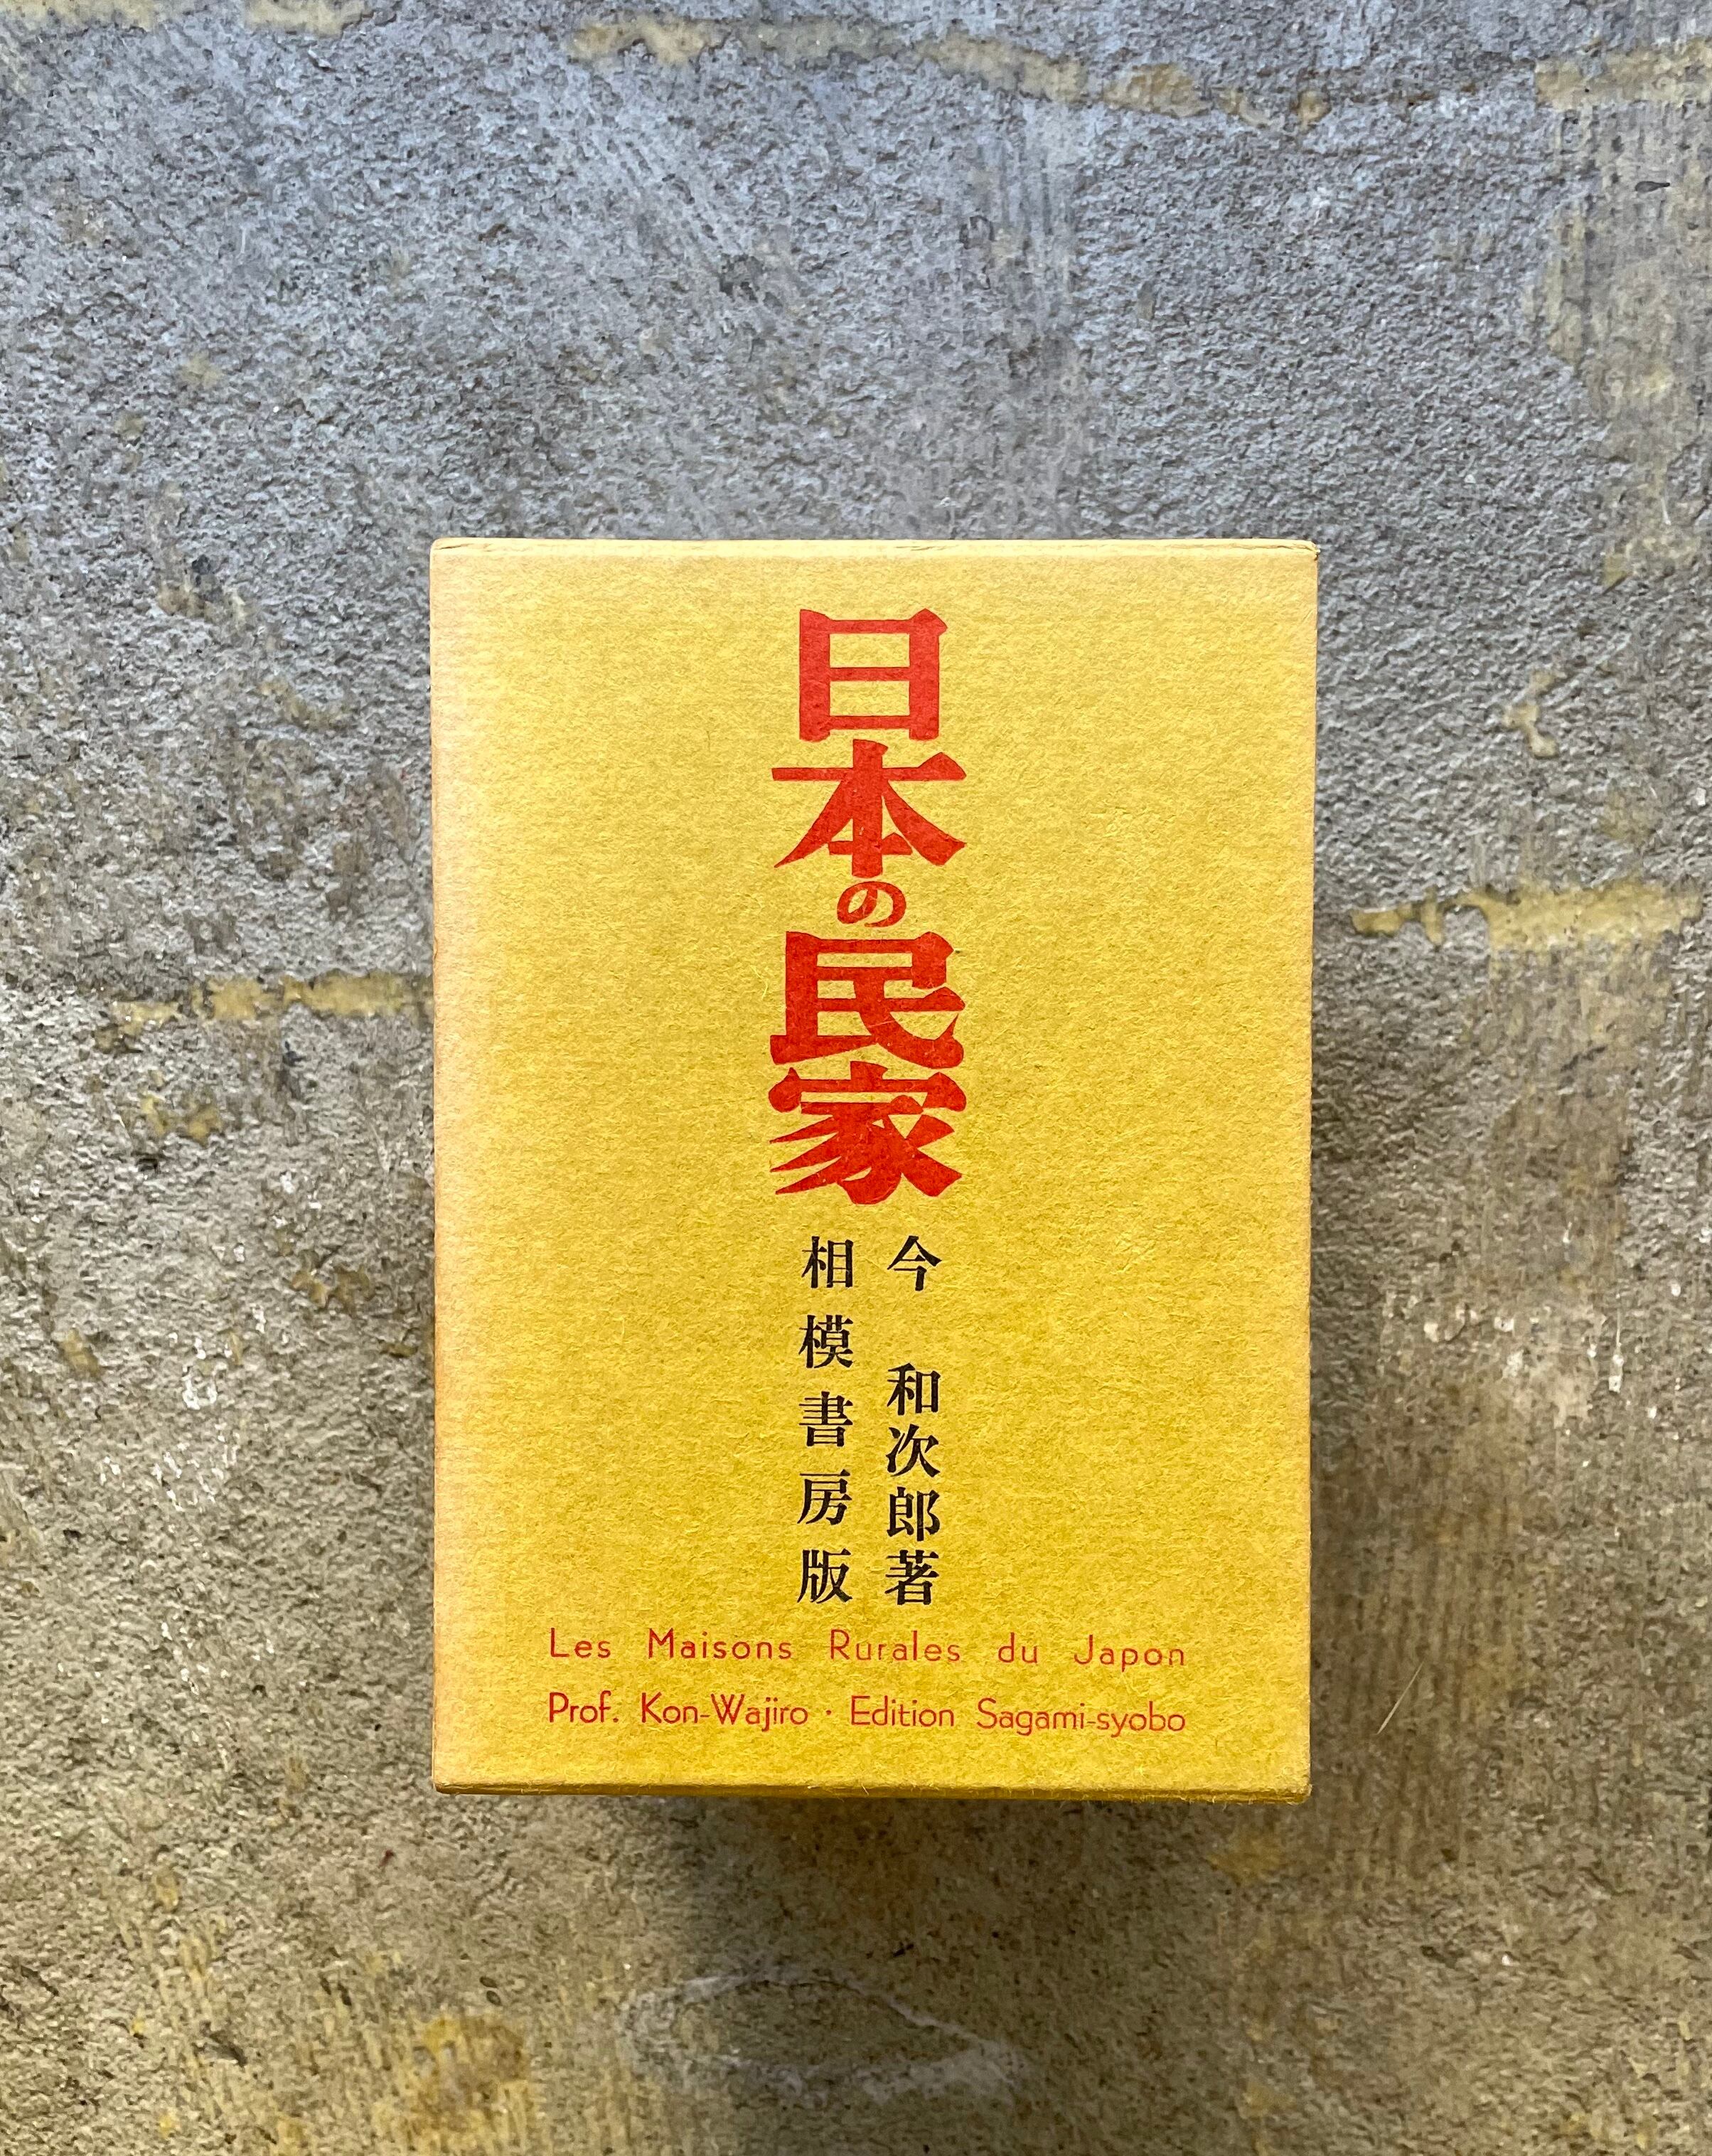 日本の民家
今 和次郎著
相模書房版
Les Maisons Rurales du Japon
Prof. Kon-Wajiro · Edition Sagami-syobo